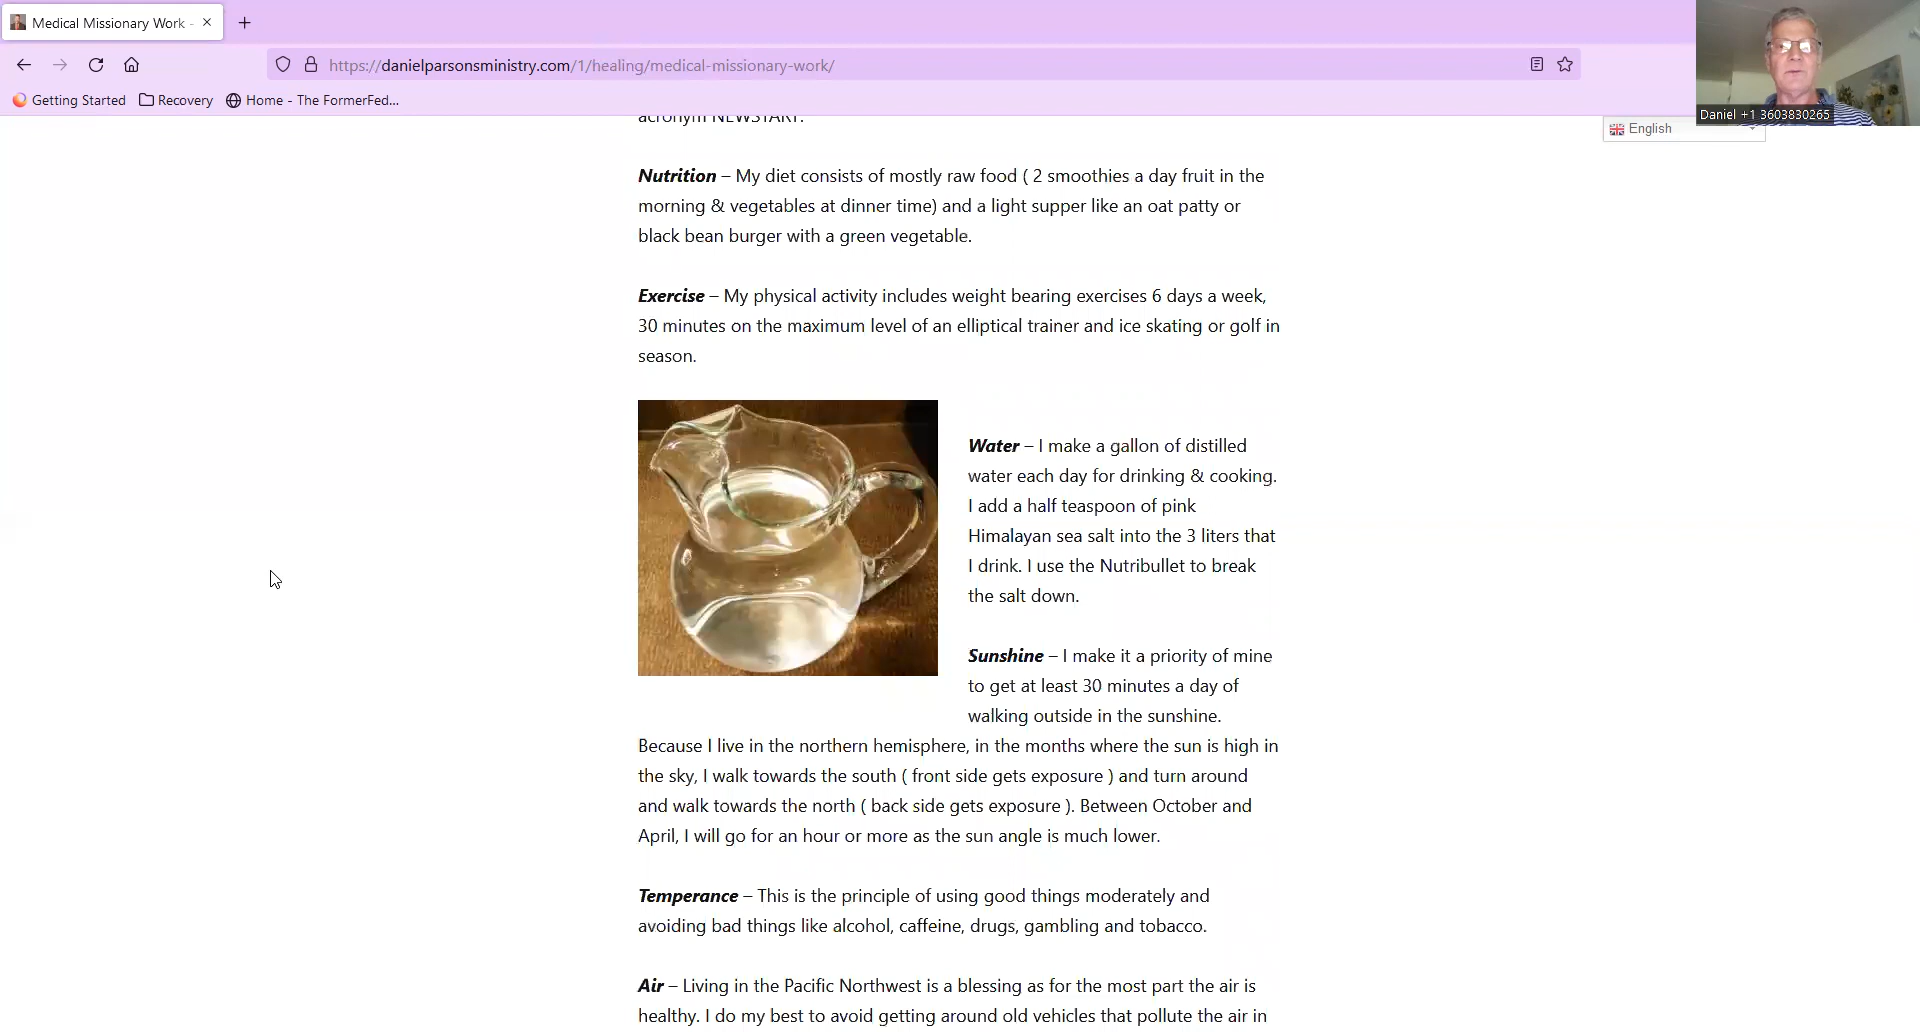 Medical Missionary Work -
https://danielparsonsministry.com/1/healing/medical-missionary-work/
Getting Started
Recovery
Home - The FormerFed...
Daniel +1 3603830265
English
acronym NEWSTART.
Nutrition – My diet consists of mostly raw food ( 2 smoothies a day fruit in the
morning & vegetables at dinner time) and a light supper like an oat patty or
black bean burger with a green vegetable.
Exercise – My physical activity includes weight bearing exercises 6 days a week,
30 minutes on the maximum level of an elliptical trainer and ice skating or golf in
season.
Water – I make a gallon of distilled
water each day for drinking & cooking.
I add a half teaspoon of pink
Himalayan sea salt into the 3 liters that
I drink. I use the Nutribullet to break
the salt down.
Sunshine – I make it a priority of mine
to get at least 30 minutes a day of
walking outside in the sunshine.
Because I live in the northern hemisphere, in the months where the sun is high in
the sky, I walk towards the south ( front side gets exposure ) and turn around
and walk towards the north ( back side gets exposure ). Between October and
April, I will go for an hour or more as the sun angle is much lower.
Temperance – This is the principle of using good things moderately and
avoiding bad things like alcohol, caffeine, drugs, gambling and tobacco.
Air – Living in the Pacific Northwest is a blessing as for the most part the air is
healthy. I do my best to avoid getting around old vehicles that pollute the air in